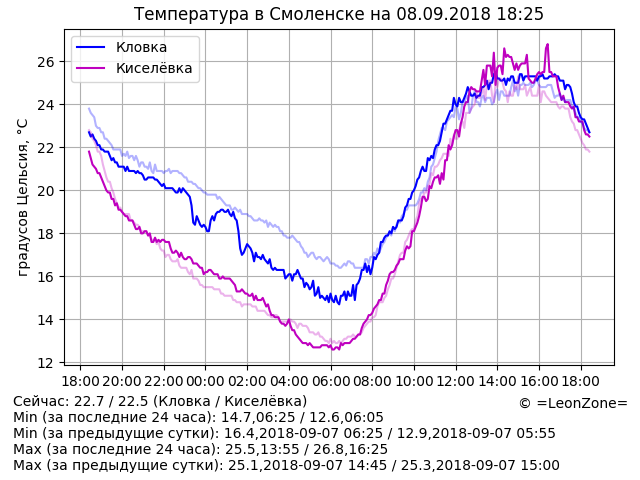 Температура в Смоленске на 08.09.2018 18:25
Кловка
Киселёвка
градусов Цельсия, °C
26
24
22
20
18
16
14
12
18:00 20:00 22:00 00:00 02:00 04:00 06:00 08:00 10:00 12:00 14:00 16:00 18:00
Сейчас: 22.7 / 22.5 (Кловка / Киселёвка)
© =LeonZone=
Min (за последние 24 часа): 14.7,06:25 / 12.6,06:05
Min (за предыдущие сутки): 16.4,2018-09-07 06:25 / 12.9,2018-09-07 05:55
Max (за последние 24 часа): 25.5,13:55 / 26.8,16:25
Max (за предыдущие сутки): 25.1,2018-09-07 14:45 / 25.3,2018-09-07 15:00